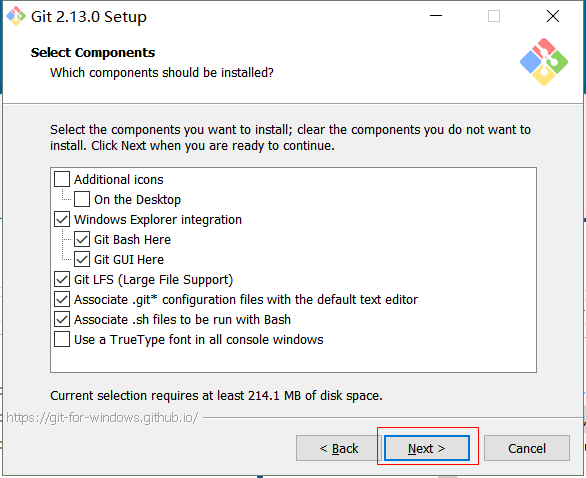 Git 2.13.0 Setup
Select Components
Which components should be installed?
Select the components you want to install; clear the components you do not want to
install. Click Next when you are ready to continue.
Additional icons
On the Desktop
Windows Explorer integration
Git Bash Here
Git GUI Here
Git LFS (Large File Support)
Associate .git* configuration files with the default text editor
Associate .sh files to be run with Bash
Use a TrueType font in all console windows
Current selection requires at least 214.1 MB of disk space.
https://git-for-windows.github.io/
< Back Next > Cancel